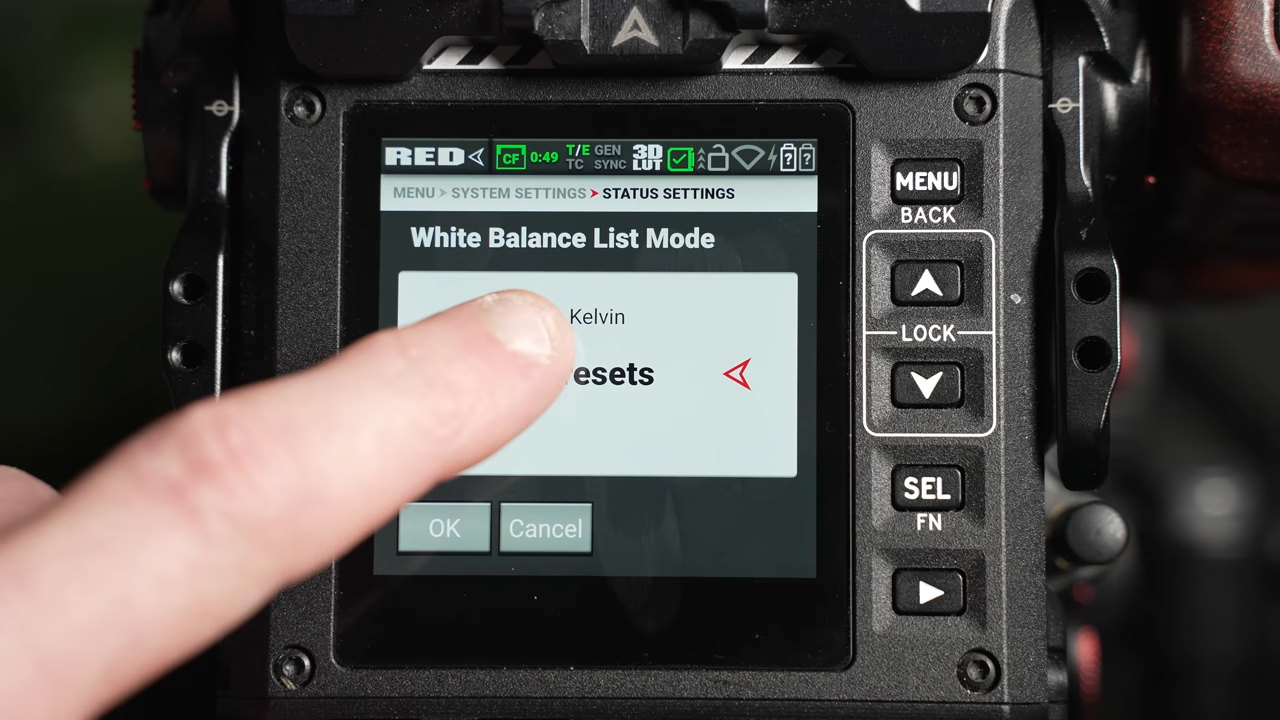 RED CF 0:49 T/E TC GEN SYNC 3D LUT ? ?
MENU > SYSTEM SETTINGS > STATUS SETTINGS
White Balance List Mode
Kelvin
resets
OK Cancel
MENU
BACK
LOCK
SEL
FN